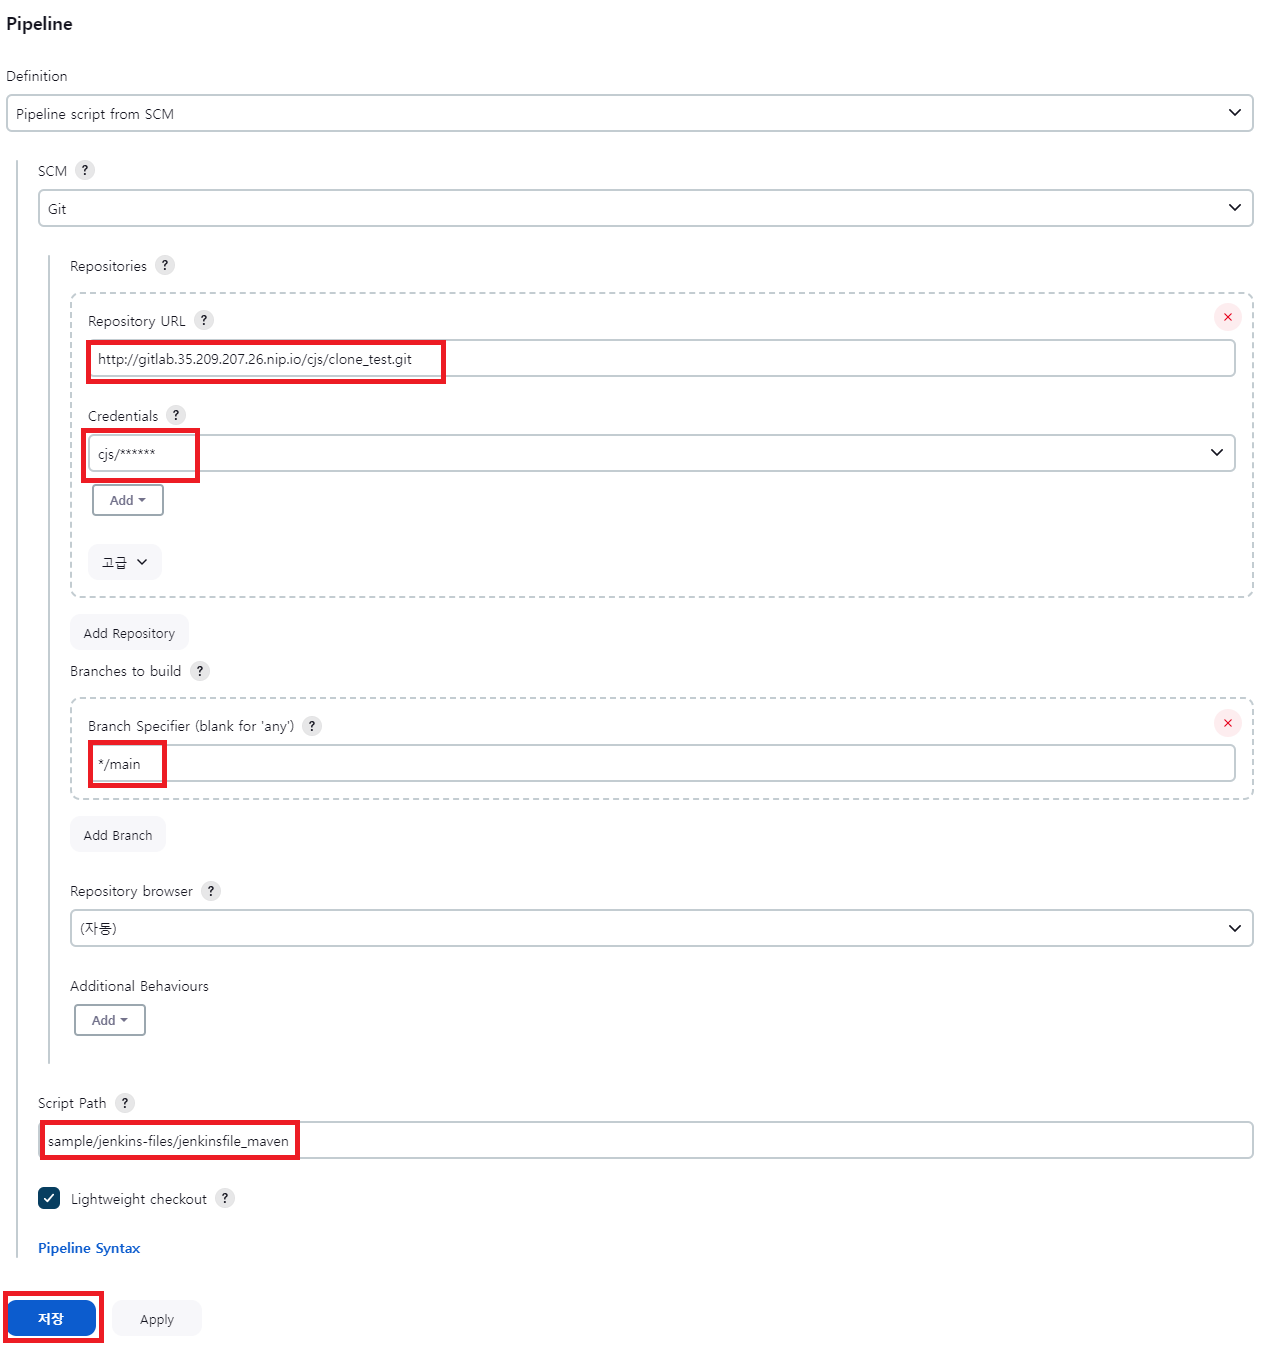 Pipeline
Definition
Pipeline script from SCM
SCM ?
Git
Repositories ?
Repository URL ?
http://gitlab.35.209.207.26.nip.io/cjs/clone_test.git
Credentials ?
cjs/******
Add
고급
Add Repository
Branches to build ?
Branch Specifier (blank for 'any') ?
*/main
Add Branch
Repository browser ?
(자동)
Additional Behaviours
Add
Script Path ?
sample/jenkins-files/jenkinsfile_maven
Lightweight checkout ?
Pipeline Syntax
저장 Apply